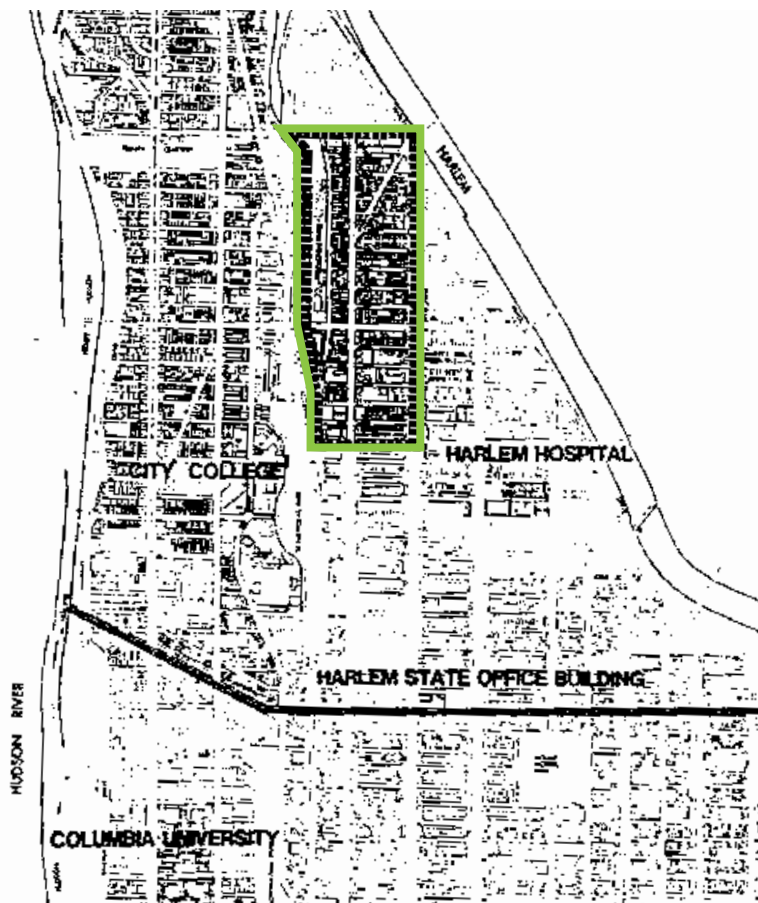 HARLEM
HARLEM HOSPITAL
CITY COLLEGE
HARLEM STATE OFFICE BUILDING
HUDSON RIVER
COLUMBIA UNIVERSITY